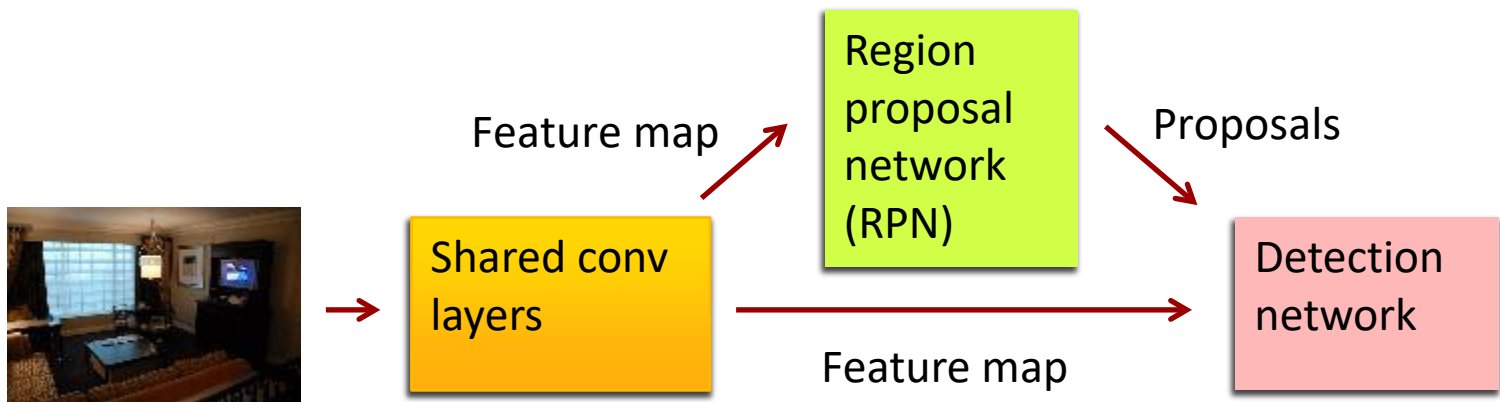 Region
proposal
network
(RPN)
Feature map
Proposals
Shared conv
layers
Detection
network
Feature map